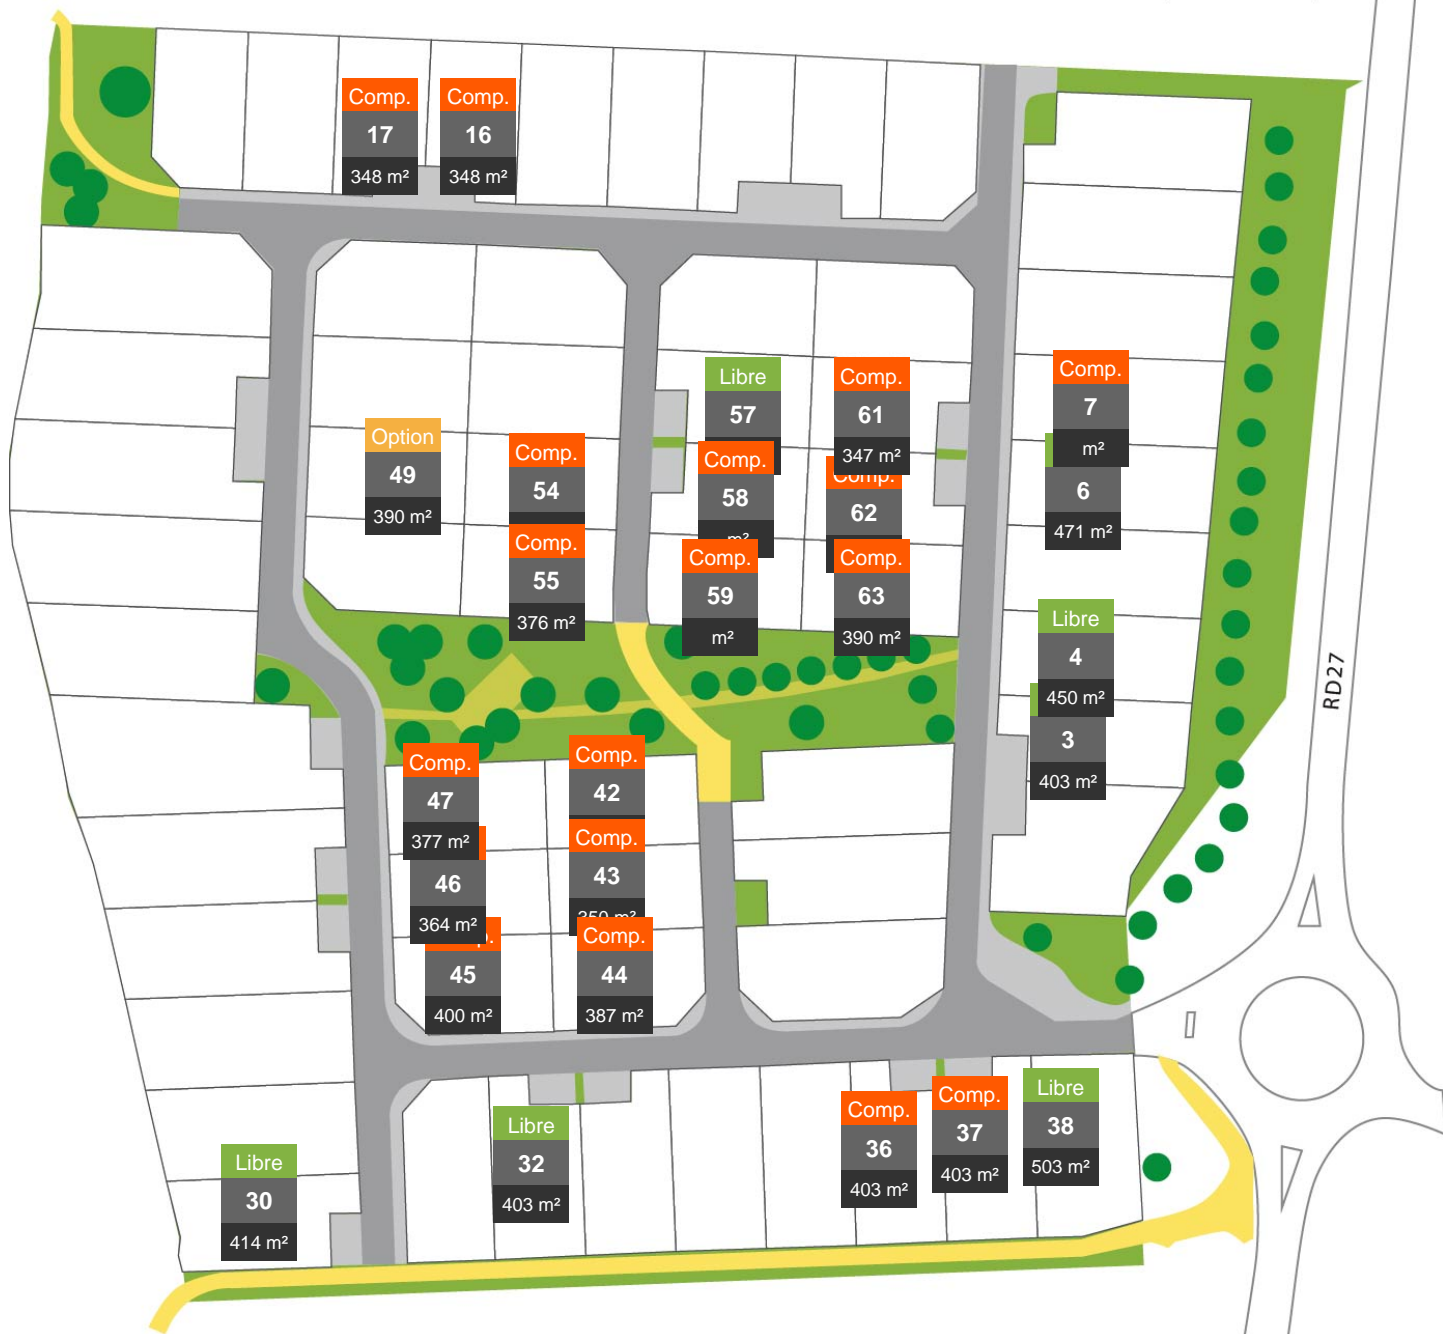 Comp.
17
348 m²
Comp.
16
348 m²
Libre
57
Comp.
61
347 m²
Comp.
7
m²
6
471 m²
Option
49
390 m²
Comp.
54
Comp.
58
m²
Comp.
62
Comp.
55
376 m²
Comp.
59
m²
Comp.
63
390 m²
Libre
4
450 m²
3
403 m²
RD27
Comp.
47
377 m²
Comp.
42
46
364 m²
Comp.
43
350 m²
45
400 m²
Comp.
44
387 m²
Comp.
36
403 m²
Comp.
37
403 m²
Libre
38
503 m²
Libre
32
403 m²
Libre
30
414 m²